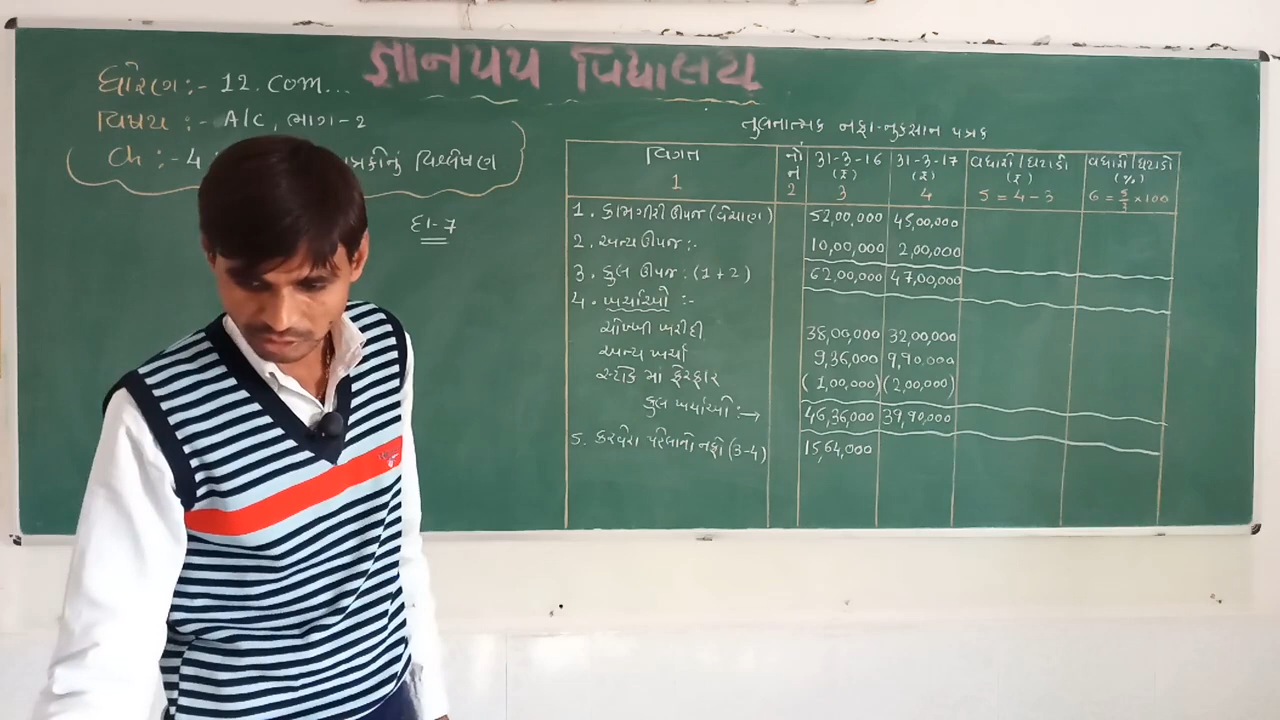 જ્ઞાનપથ વિદ્યાલય
ધોરણ :- 12. com...
વિષય :- A/C, ભાગ-2
Ch :- 4 : પત્રકોનું વિશ્લેષણ
દા-7
તુલનાત્મક નફા-નુકસાન પત્રક
વિગત નોં ન 31-3-16 31-3-17 વધારો/ઘટાડો વધારો/ઘટાડો
(₹) (₹) (₹) (%)
1 2 3 4 5 = 4-3 6 = 5/3 ×100
1. કામગીરી ઊપજ (વેચાણ) 52,00,000 45,00,000
2. અન્ય ઊપજ :- 10,00,000 2,00,000
3. કુલ ઊપજ : (1+2) 62,00,000 47,00,000
4. ખર્ચાઓ :-
ચોખ્ખી ખરીદી 38,00,000 32,00,000
અન્ય ખર્ચા 9,36,000 9,90,000
સ્ટોક માં ફેરફાર (1,00,000) (2,00,000)
કુલ ખર્ચાઓ :→ 46,36,000 39,90,000
5. કરવેરા પહેલાનો નફો (3-4) 15,64,000